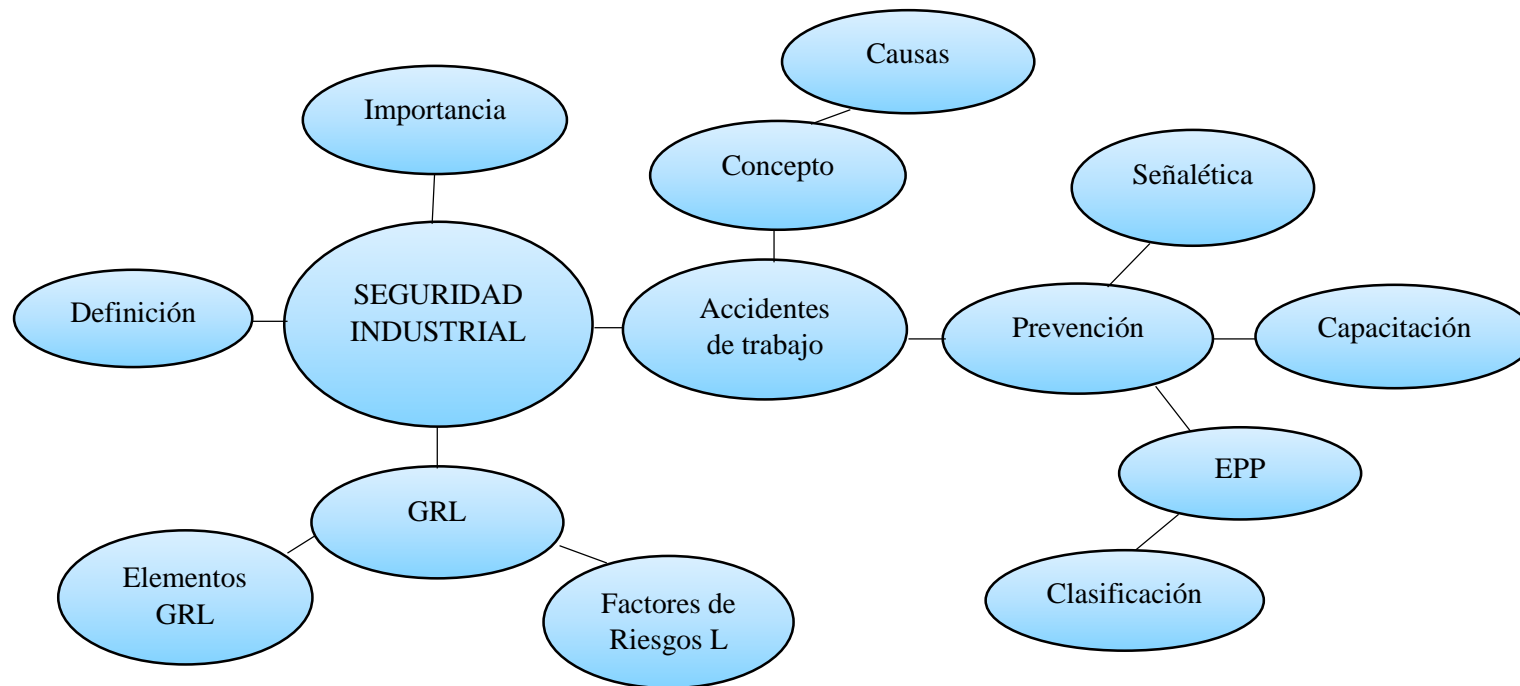 Causas
Importancia
Concepto
Señalética
Definición
SEGURIDAD
INDUSTRIAL
Accidentes
de trabajo
Prevención
Capacitación
EPP
GRL
Elementos
GRL
Factores de
Riesgos L
Clasificación